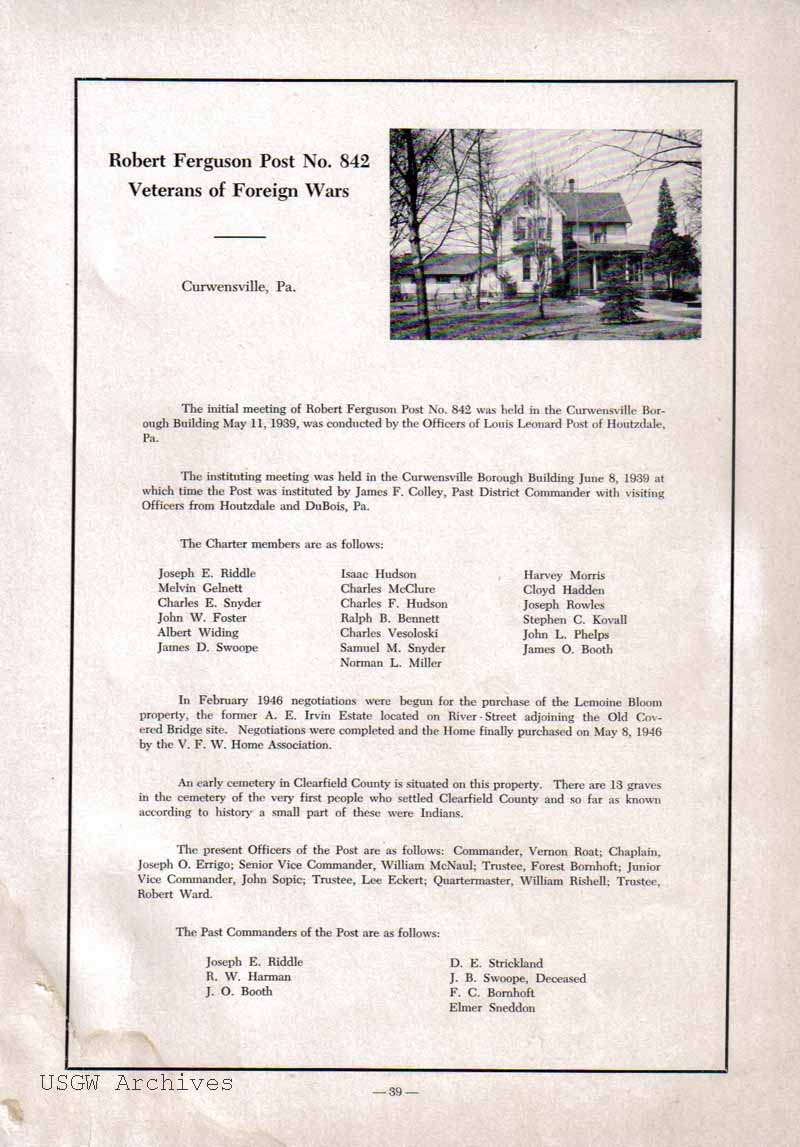 Robert Ferguson Post No. 842
Veterans of Foreign Wars
Curwensville, Pa.
The initial meeting of Robert Ferguson Post No. 842 was held in the Curwensville Bor-
ough Building May 11, 1939, was conducted by the Officers of Louis Leonard Post of Houtzdale,
Pa.
The instituting meeting was held in the Curwensville Borough Building June 8, 1939 at
which time the Post was instituted by James F. Colley, Past District Commander with visiting
Officers from Houtzdale and DuBois, Pa.
The Charter members are as follows:
Joseph E. Riddle
Melvin Gelnett
Charles E. Snyder
John W. Foster
Albert Widing
James D. Swoope
Isaac Hudson
Charles McClure
Charles F. Hudson
Ralph B. Bennett
Charles Vesoloski
Samuel M. Snyder
Norman L. Miller
Harvey Morris
Cloyd Hadden
Joseph Rowles
Stephen C. Kovall
John L. Phelps
James O. Booth
In February 1946 negotiations were begun for the purchase of the Lemoine Bloom
property, the former A. E. Irvin Estate located on River Street adjoining the Old Cov-
ered Bridge site. Negotiations were completed and the Home finally purchased on May 8, 1946
by the V. F. W. Home Association.
An early cemetery in Clearfield County is situated on this property. There are 13 graves
in the cemetery of the very first people who settled Clearfield County and so far as known
according to history a small part of these were Indians.
The present Officers of the Post are as follows: Commander, Vernon Roat; Chaplain,
Joseph O. Errigo; Senior Vice Commander, William McNaul; Trustee, Forest Bornhoft; Junior
Vice Commander, John Sopic; Trustee, Lee Eckert; Quartermaster, William Rishell; Trustee,
Robert Ward.
The Past Commanders of the Post are as follows:
Joseph E. Riddle
R. W. Harman
J. O. Booth
D. E. Strickland
J. B. Swoope, Deceased
F. C. Bornhoft
Elmer Sneddon
USGW Archives
— 39 —